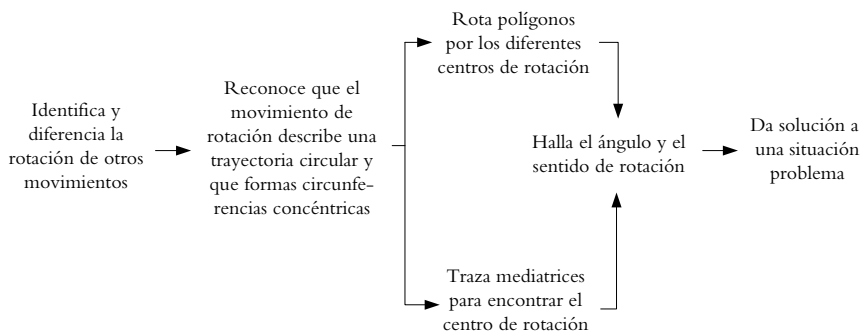 Identifica y
diferencia la
rotación de otros
movimientos
Reconoce que el
movimiento de
rotación describe una
trayectoria circular y
que formas circunfe-
rencias concéntricas
Rota polígonos
por los diferentes
centros de rotación
Traza mediatrices
para encontrar el
centro de rotación
Halla el ángulo y el
sentido de rotación
Da solución a
una situación
problema